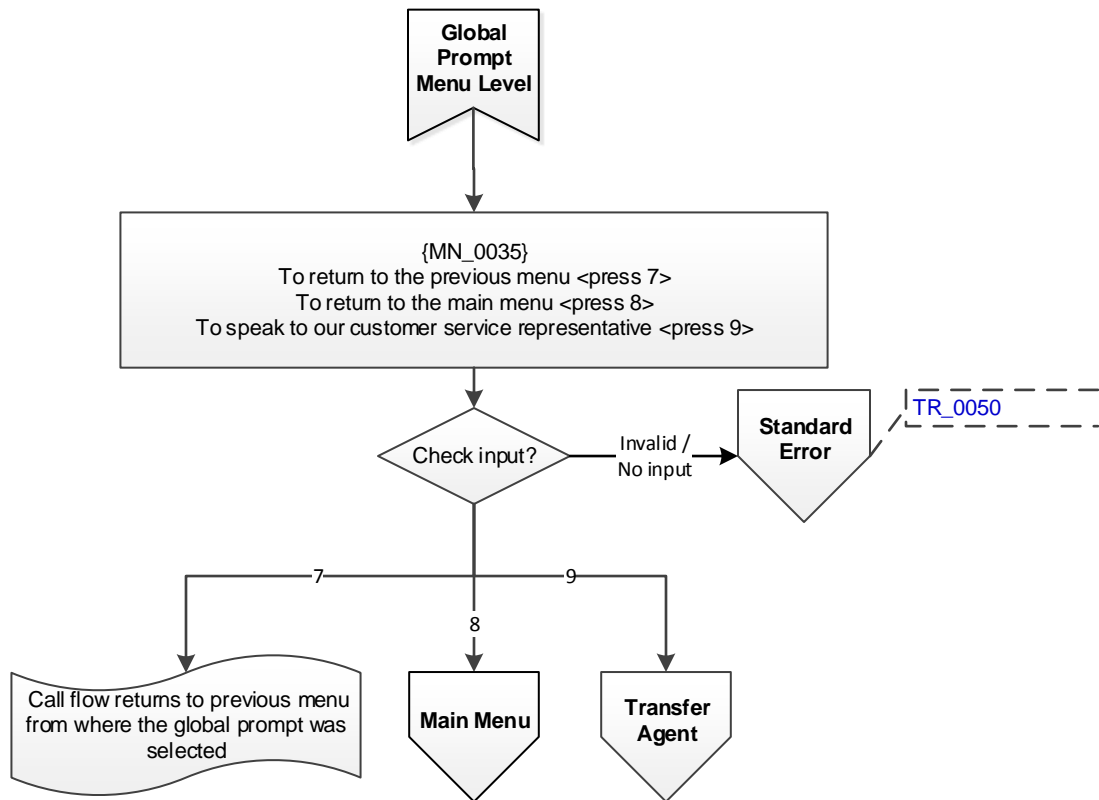 Global
Prompt
Menu Level
{MN_0035}
To return to the previous menu <press 7>
To return to the main menu <press 8>
To speak to our customer service representative <press 9>
Check input?
Invalid /
No input
Standard
Error
TR_0050
7
9
8
Call flow returns to previous menu
from where the global prompt was
selected
Main Menu
Transfer
Agent